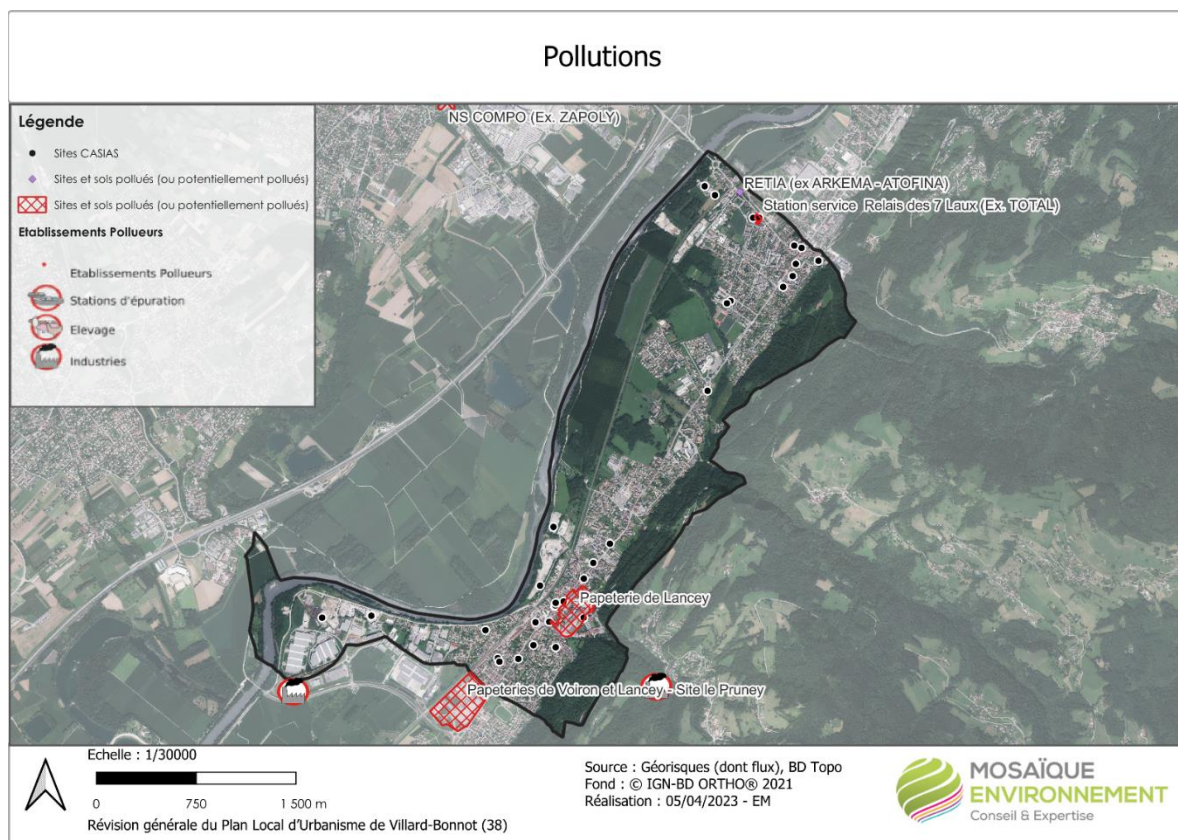 Pollutions
Légende
Sites CASIAS
Sites et sols pollués (ou potentiellement pollués)
Sites et sols pollués (ou potentiellement pollués)
Etablissements Pollueurs
Etablissements Pollueurs
Stations d'épuration
Elevage
Industries
NS COMPO (Ex. ZAPOLY)
RETIA (ex ARKEMA - ATOFINA)
Station service Relais des 7 Laux (Ex. TOTAL)
Papeterie de Lancey
Papeteries de Voiron et Lancey - Site le Pruney
Echelle : 1/30000
0 750 1 500 m
Révision générale du Plan Local d'Urbanisme de Villard-Bonnot (38)
Source : Géorisques (dont flux), BD Topo
Fond : © IGN-BD ORTHO® 2021
Réalisation : 05/04/2023 - EM
MOSAÏQUE
ENVIRONNEMENT
Conseil & Expertise